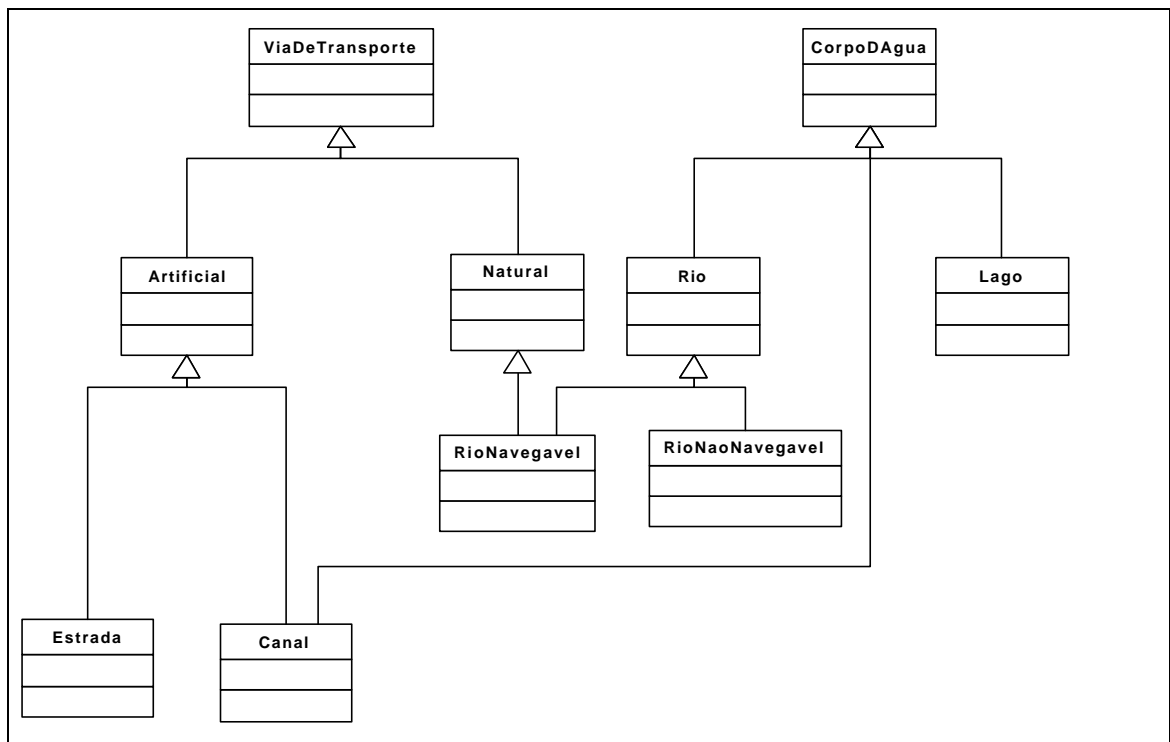 ViaDeTransporte
CorpoDAgua
Artificial
Natural
Rio
Lago
RioNavegavel
RioNaoNavegavel
Estrada
Canal